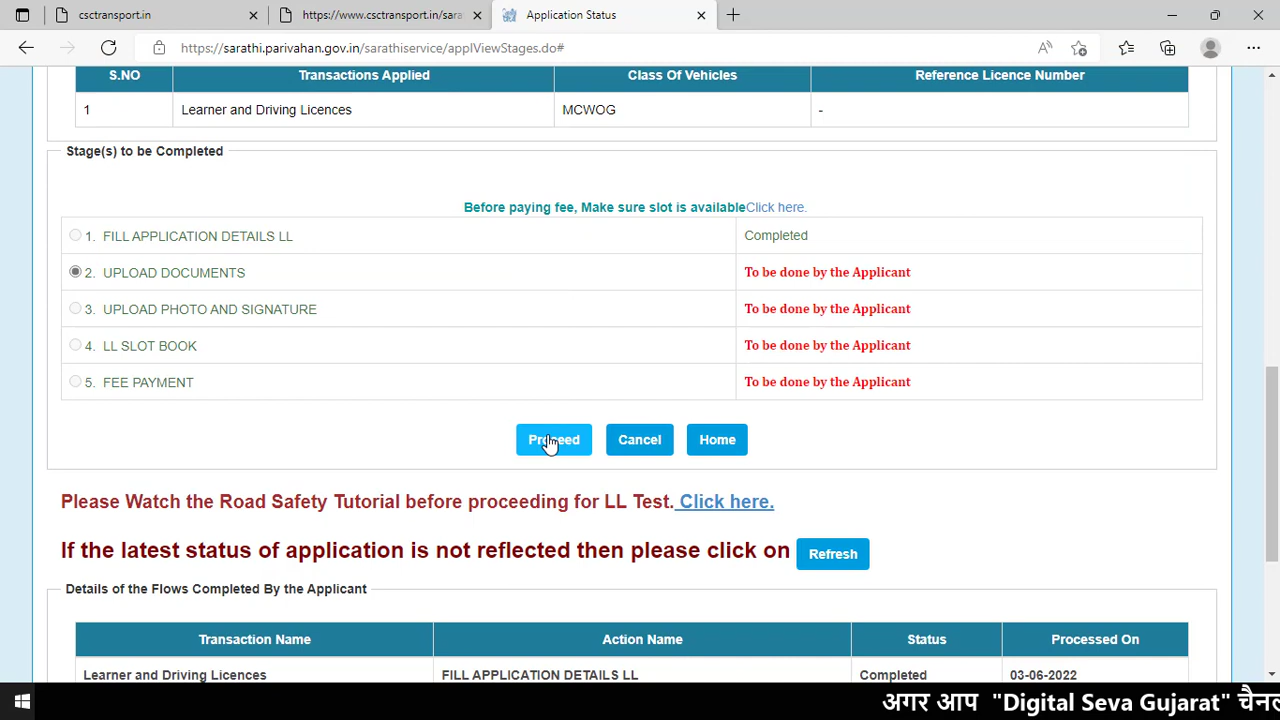 csctransport.in
https://www.csctransport.in/sara
Application Status
https://sarathi.parivahan.gov.in/sarathiservice/applViewStages.do#
S.NO Transactions Applied Class Of Vehicles Reference Licence Number
1 Learner and Driving Licences MCWOG -
Stage(s) to be Completed
Before paying fee, Make sure slot is availableClick here.
1. FILL APPLICATION DETAILS LL Completed
2. UPLOAD DOCUMENTS To be done by the Applicant
3. UPLOAD PHOTO AND SIGNATURE To be done by the Applicant
4. LL SLOT BOOK To be done by the Applicant
5. FEE PAYMENT To be done by the Applicant
Proceed Cancel Home
Please Watch the Road Safety Tutorial before proceeding for LL Test. Click here.
If the latest status of application is not reflected then please click on Refresh
Details of the Flows Completed By the Applicant
Transaction Name Action Name Status Processed On
Learner and Driving Licences FILL APPLICATION DETAILS LL Completed 03-06-2022
अगर आप "Digital Seva Gujarat" चैनल